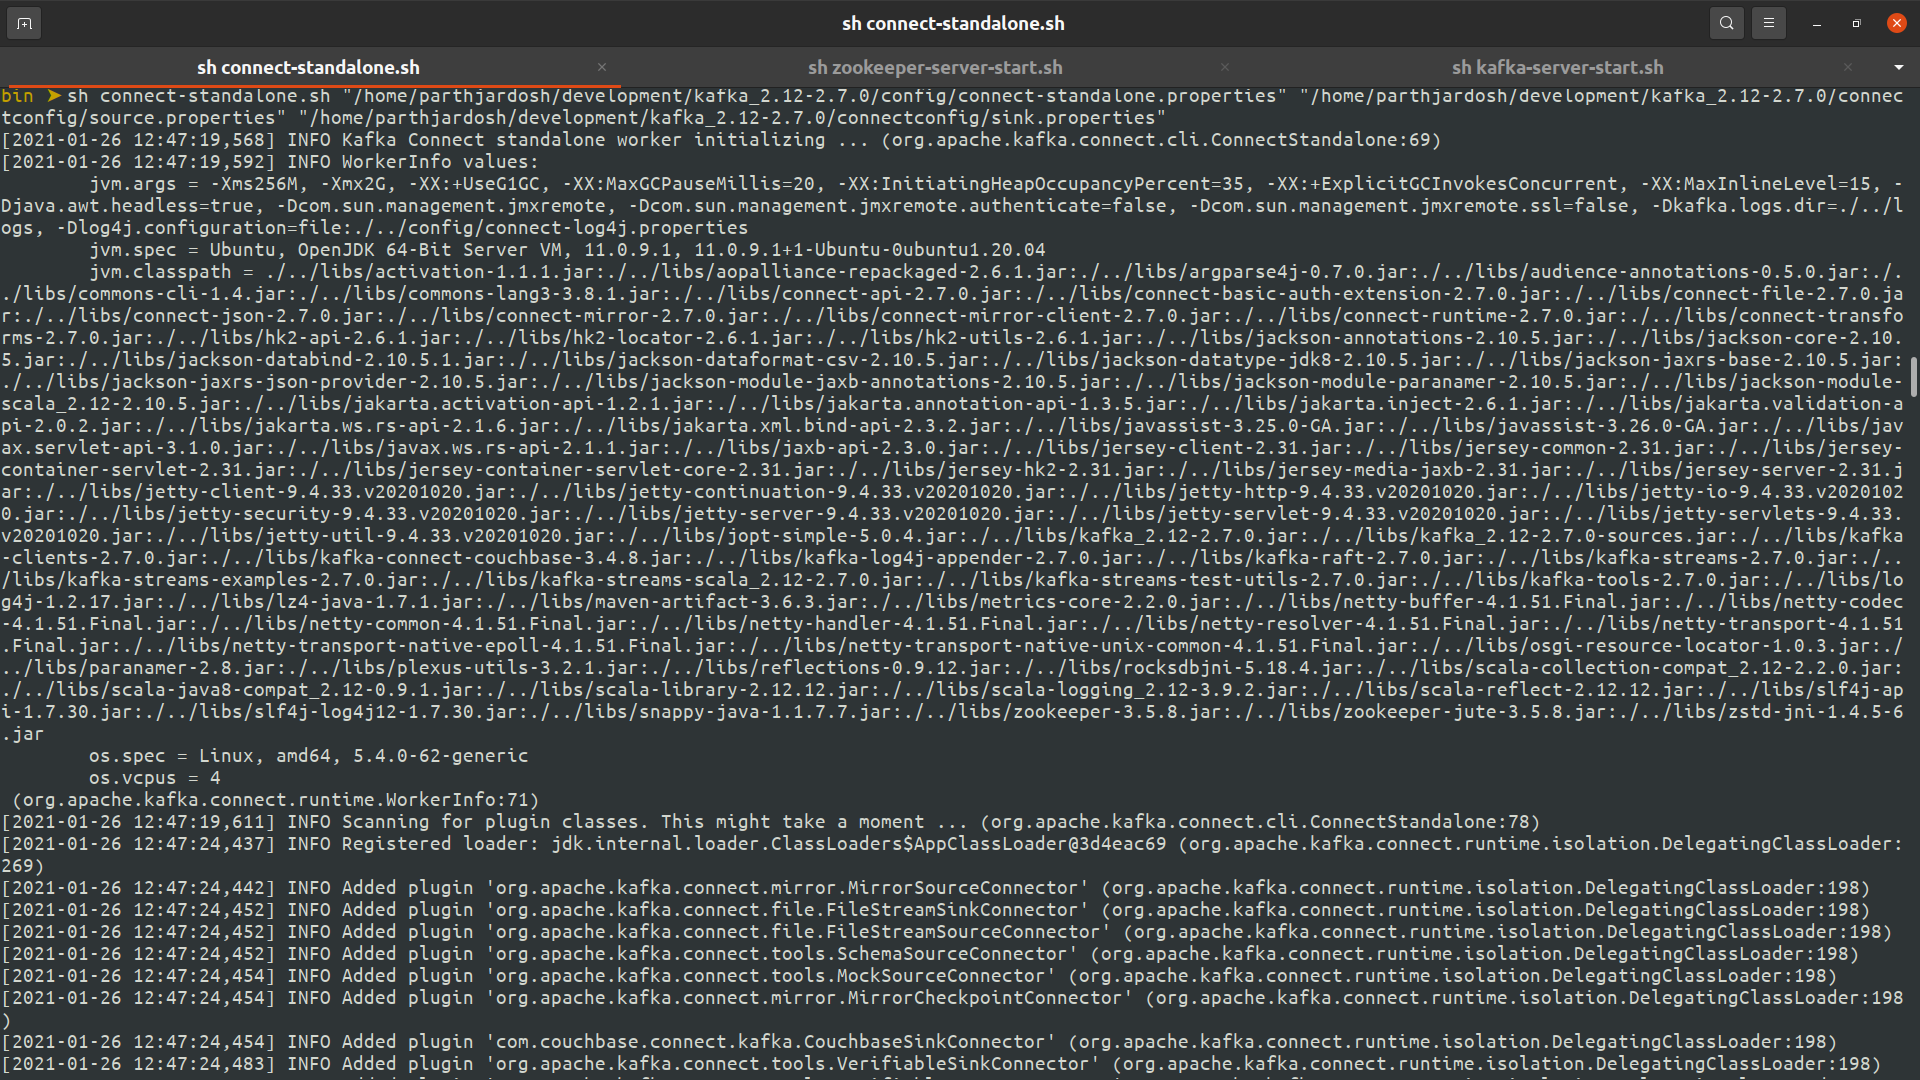 sh connect-standalone.sh
sh connect-standalone.sh
sh zookeeper-server-start.sh
sh kafka-server-start.sh
bin ➤ sh connect-standalone.sh "/home/parthjardosh/development/kafka_2.12-2.7.0/config/connect-standalone.properties" "/home/parthjardosh/development/kafka_2.12-2.7.0/connec
tconfig/source.properties" "/home/parthjardosh/development/kafka_2.12-2.7.0/connectconfig/sink.properties"
[2021-01-26 12:47:19,568] INFO Kafka Connect standalone worker initializing ... (org.apache.kafka.connect.cli.ConnectStandalone:69)
[2021-01-26 12:47:19,592] INFO WorkerInfo values:
jvm.args = -Xms256M, -Xmx2G, -XX:+UseG1GC, -XX:MaxGCPauseMillis=20, -XX:InitiatingHeapOccupancyPercent=35, -XX:+ExplicitGCInvokesConcurrent, -XX:MaxInlineLevel=15, -
Djava.awt.headless=true, -Dcom.sun.management.jmxremote, -Dcom.sun.management.jmxremote.authenticate=false, -Dcom.sun.management.jmxremote.ssl=false, -Dkafka.logs.dir=./../l
ogs, -Dlog4j.configuration=file:./../config/connect-log4j.properties
jvm.spec = Ubuntu, OpenJDK 64-Bit Server VM, 11.0.9.1, 11.0.9.1+1-Ubuntu-0ubuntu1.20.04
jvm.classpath = ./../libs/activation-1.1.1.jar:./../libs/aopalliance-repackaged-2.6.1.jar:./../libs/argparse4j-0.7.0.jar:./../libs/audience-annotations-0.5.0.jar:./.
./libs/commons-cli-1.4.jar:./../libs/commons-lang3-3.8.1.jar:./../libs/connect-api-2.7.0.jar:./../libs/connect-basic-auth-extension-2.7.0.jar:./../libs/connect-file-2.7.0.ja
r:./../libs/connect-json-2.7.0.jar:./../libs/connect-mirror-2.7.0.jar:./../libs/connect-mirror-client-2.7.0.jar:./../libs/connect-runtime-2.7.0.jar:./../libs/connect-transfo
rms-2.7.0.jar:./../libs/hk2-api-2.6.1.jar:./../libs/hk2-locator-2.6.1.jar:./../libs/hk2-utils-2.6.1.jar:./../libs/jackson-annotations-2.10.5.jar:./../libs/jackson-core-2.10.
5.jar:./../libs/jackson-databind-2.10.5.1.jar:./../libs/jackson-dataformat-csv-2.10.5.jar:./../libs/jackson-datatype-jdk8-2.10.5.jar:./../libs/jackson-jaxrs-base-2.10.5.jar:
./../libs/jackson-jaxrs-json-provider-2.10.5.jar:./../libs/jackson-module-jaxb-annotations-2.10.5.jar:./../libs/jackson-module-paranamer-2.10.5.jar:./../libs/jackson-module-
scala_2.12-2.10.5.jar:./../libs/jakarta.activation-api-1.2.1.jar:./../libs/jakarta.annotation-api-1.3.5.jar:./../libs/jakarta.inject-2.6.1.jar:./../libs/jakarta.validation-a
pi-2.0.2.jar:./../libs/jakarta.ws.rs-api-2.1.6.jar:./../libs/jakarta.xml.bind-api-2.3.2.jar:./../libs/javassist-3.25.0-GA.jar:./../libs/javassist-3.26.0-GA.jar:./../libs/jav
ax.servlet-api-3.1.0.jar:./../libs/javax.ws.rs-api-2.1.1.jar:./../libs/jaxb-api-2.3.0.jar:./../libs/jersey-client-2.31.jar:./../libs/jersey-common-2.31.jar:./../libs/jersey-
container-servlet-2.31.jar:./../libs/jersey-container-servlet-core-2.31.jar:./../libs/jersey-hk2-2.31.jar:./../libs/jersey-media-jaxb-2.31.jar:./../libs/jersey-server-2.31.j
ar:./../libs/jetty-client-9.4.33.v20201020.jar:./../libs/jetty-continuation-9.4.33.v20201020.jar:./../libs/jetty-http-9.4.33.v20201020.jar:./../libs/jetty-io-9.4.33.v2020102
0.jar:./../libs/jetty-security-9.4.33.v20201020.jar:./../libs/jetty-server-9.4.33.v20201020.jar:./../libs/jetty-servlet-9.4.33.v20201020.jar:./../libs/jetty-servlets-9.4.33.
v20201020.jar:./../libs/jetty-util-9.4.33.v20201020.jar:./../libs/jopt-simple-5.0.4.jar:./../libs/kafka_2.12-2.7.0.jar:./../libs/kafka_2.12-2.7.0-sources.jar:./../libs/kafka
-clients-2.7.0.jar:./../libs/kafka-connect-couchbase-3.4.8.jar:./../libs/kafka-log4j-appender-2.7.0.jar:./../libs/kafka-raft-2.7.0.jar:./../libs/kafka-streams-2.7.0.jar:./..
/libs/kafka-streams-examples-2.7.0.jar:./../libs/kafka-streams-scala_2.12-2.7.0.jar:./../libs/kafka-streams-test-utils-2.7.0.jar:./../libs/kafka-tools-2.7.0.jar:./../libs/lo
g4j-1.2.17.jar:./../libs/lz4-java-1.7.1.jar:./../libs/maven-artifact-3.6.3.jar:./../libs/metrics-core-2.2.0.jar:./../libs/netty-buffer-4.1.51.Final.jar:./../libs/netty-codec
-4.1.51.Final.jar:./../libs/netty-common-4.1.51.Final.jar:./../libs/netty-handler-4.1.51.Final.jar:./../libs/netty-resolver-4.1.51.Final.jar:./../libs/netty-transport-4.1.51
.Final.jar:./../libs/netty-transport-native-epoll-4.1.51.Final.jar:./../libs/netty-transport-native-unix-common-4.1.51.Final.jar:./../libs/osgi-resource-locator-1.0.3.jar:./
../libs/paranamer-2.8.jar:./../libs/plexus-utils-3.2.1.jar:./../libs/reflections-0.9.12.jar:./../libs/rocksdbjni-5.18.4.jar:./../libs/scala-collection-compat_2.12-2.2.0.jar:
./../libs/scala-java8-compat_2.12-0.9.1.jar:./../libs/scala-library-2.12.12.jar:./../libs/scala-logging_2.12-3.9.2.jar:./../libs/scala-reflect-2.12.12.jar:./../libs/slf4j-ap
i-1.7.30.jar:./../libs/slf4j-log4j12-1.7.30.jar:./../libs/snappy-java-1.1.7.7.jar:./../libs/zookeeper-3.5.8.jar:./../libs/zookeeper-jute-3.5.8.jar:./../libs/zstd-jni-1.4.5-6
.jar
os.spec = Linux, amd64, 5.4.0-62-generic
os.vcpus = 4
(org.apache.kafka.connect.runtime.WorkerInfo:71)
[2021-01-26 12:47:19,611] INFO Scanning for plugin classes. This might take a moment ... (org.apache.kafka.connect.cli.ConnectStandalone:78)
[2021-01-26 12:47:24,437] INFO Registered loader: jdk.internal.loader.ClassLoaders$AppClassLoader@3d4eac69 (org.apache.kafka.connect.runtime.isolation.DelegatingClassLoader:
269)
[2021-01-26 12:47:24,442] INFO Added plugin 'org.apache.kafka.connect.mirror.MirrorSourceConnector' (org.apache.kafka.connect.runtime.isolation.DelegatingClassLoader:198)
[2021-01-26 12:47:24,452] INFO Added plugin 'org.apache.kafka.connect.file.FileStreamSinkConnector' (org.apache.kafka.connect.runtime.isolation.DelegatingClassLoader:198)
[2021-01-26 12:47:24,452] INFO Added plugin 'org.apache.kafka.connect.file.FileStreamSourceConnector' (org.apache.kafka.connect.runtime.isolation.DelegatingClassLoader:198)
[2021-01-26 12:47:24,452] INFO Added plugin 'org.apache.kafka.connect.tools.SchemaSourceConnector' (org.apache.kafka.connect.runtime.isolation.DelegatingClassLoader:198)
[2021-01-26 12:47:24,454] INFO Added plugin 'org.apache.kafka.connect.tools.MockSourceConnector' (org.apache.kafka.connect.runtime.isolation.DelegatingClassLoader:198)
[2021-01-26 12:47:24,454] INFO Added plugin 'org.apache.kafka.connect.mirror.MirrorCheckpointConnector' (org.apache.kafka.connect.runtime.isolation.DelegatingClassLoader:198
)
[2021-01-26 12:47:24,454] INFO Added plugin 'com.couchbase.connect.kafka.CouchbaseSinkConnector' (org.apache.kafka.connect.runtime.isolation.DelegatingClassLoader:198)
[2021-01-26 12:47:24,483] INFO Added plugin 'org.apache.kafka.connect.tools.VerifiableSinkConnector' (org.apache.kafka.connect.runtime.isolation.DelegatingClassLoader:198)